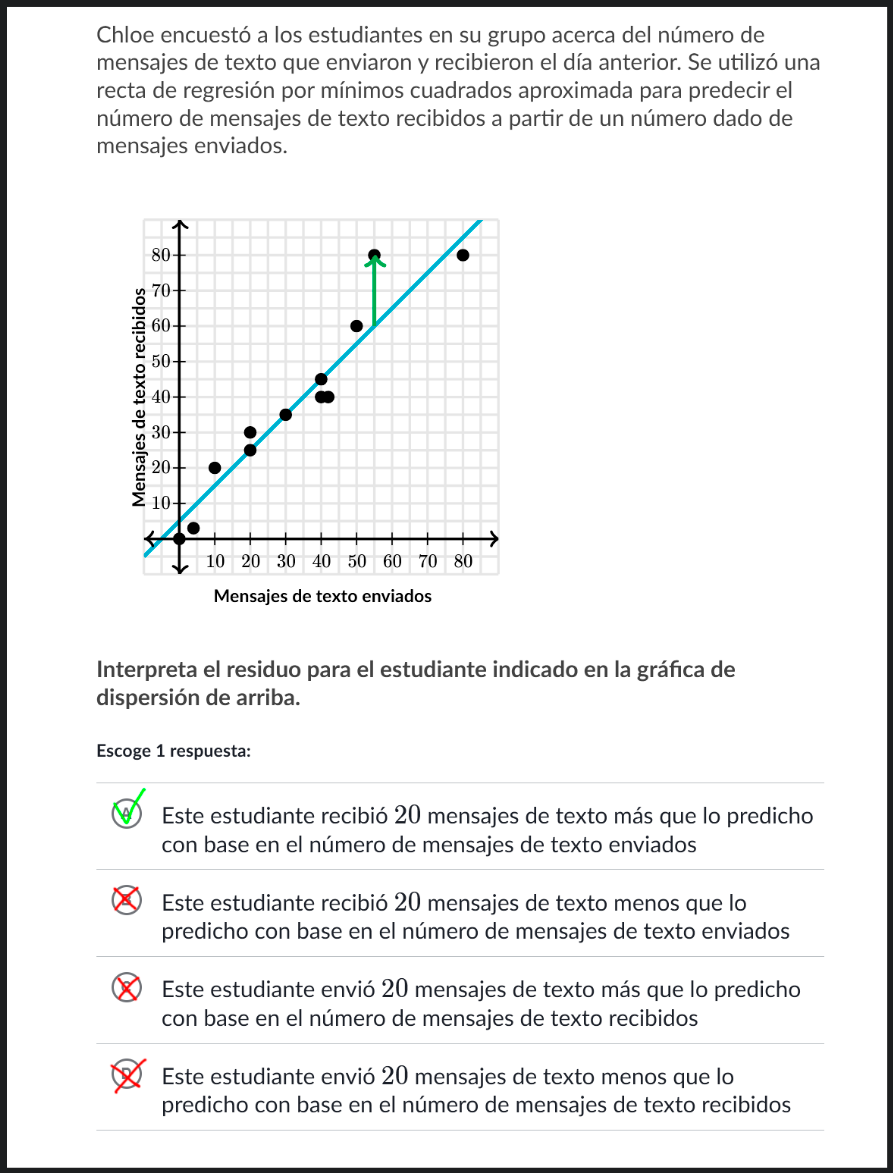 Chloe encuestó a los estudiantes en su grupo acerca del número de
mensajes de texto que enviaron y recibieron el día anterior. Se utilizó una
recta de regresión por mínimos cuadrados aproximada para predecir el
número de mensajes de texto recibidos a partir de un número dado de
mensajes enviados.
Mensajes de texto recibidos
80
70
60
50
40
30
20
10
10 20 30 40 50 60 70 80
Mensajes de texto enviados
Interpreta el residuo para el estudiante indicado en la gráfica de
dispersión de arriba.
Escoge 1 respuesta:
A Este estudiante recibió 20 mensajes de texto más que lo predicho
con base en el número de mensajes de texto enviados
B Este estudiante recibió 20 mensajes de texto menos que lo
predicho con base en el número de mensajes de texto enviados
C Este estudiante envió 20 mensajes de texto más que lo predicho
con base en el número de mensajes de texto recibidos
D Este estudiante envió 20 mensajes de texto menos que lo
predicho con base en el número de mensajes de texto recibidos